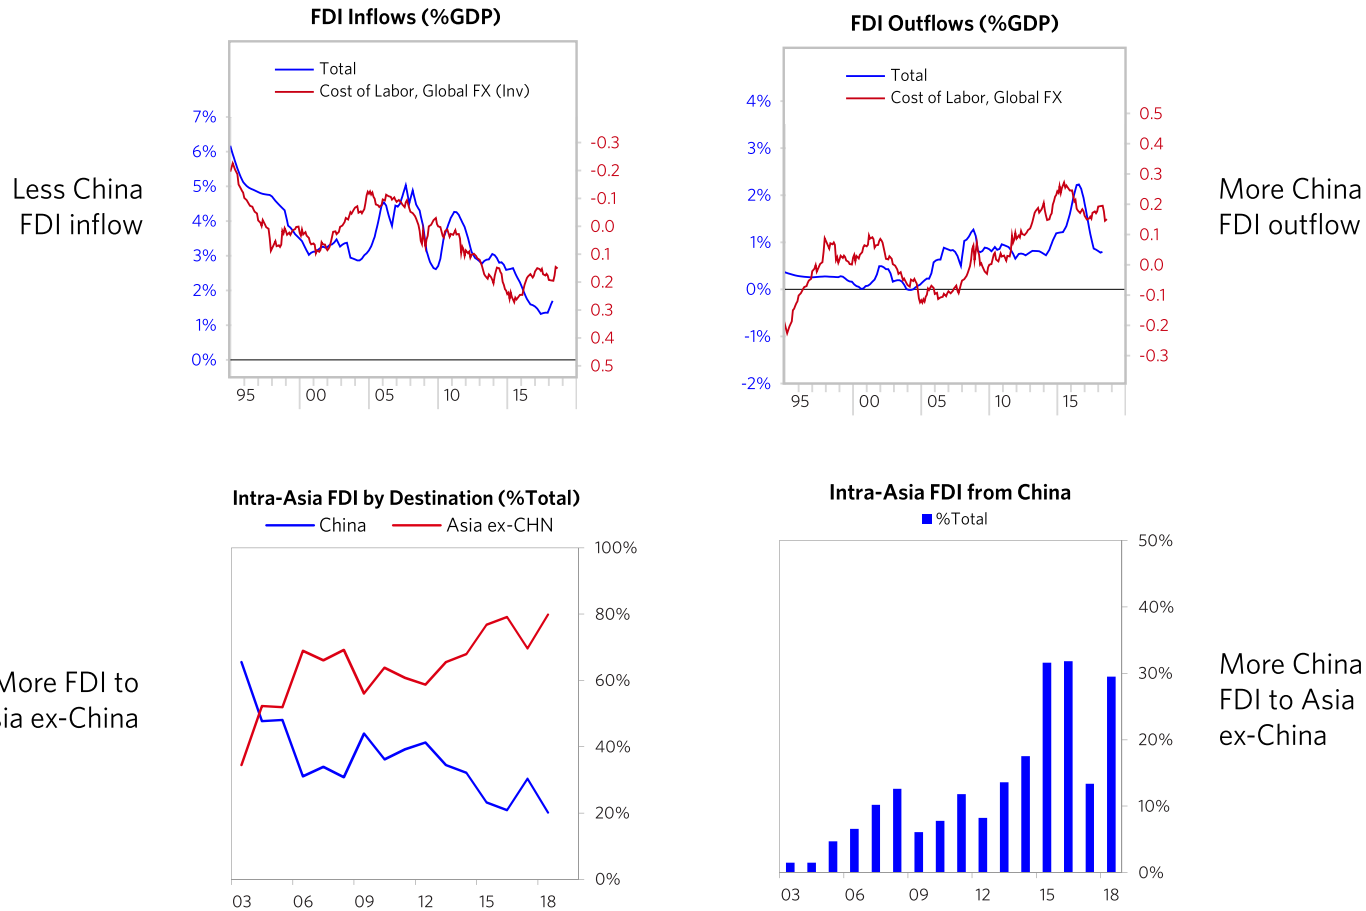 FDI Inflows (%GDP)
Total
Cost of Labor, Global FX (Inv)
7%
6%
5%
4%
3%
2%
1%
0%
-0.3
-0.2
-0.1
0.0
0.1
0.2
0.3
0.4
0.5
95 00 05 10 15
Less China
FDI inflow
FDI Outflows (%GDP)
Total
Cost of Labor, Global FX
4%
3%
2%
1%
0%
-1%
-2%
0.5
0.4
0.3
0.2
0.1
0.0
-0.1
-0.2
-0.3
95 00 05 10 15
More China
FDI outflow
Intra-Asia FDI by Destination (%Total)
China Asia ex-CHN
100%
80%
60%
40%
20%
0%
03 06 09 12 15 18
More FDI to
sia ex-China
Intra-Asia FDI from China
%Total
50%
40%
30%
20%
10%
0%
03 06 09 12 15 18
More China
FDI to Asia
ex-China